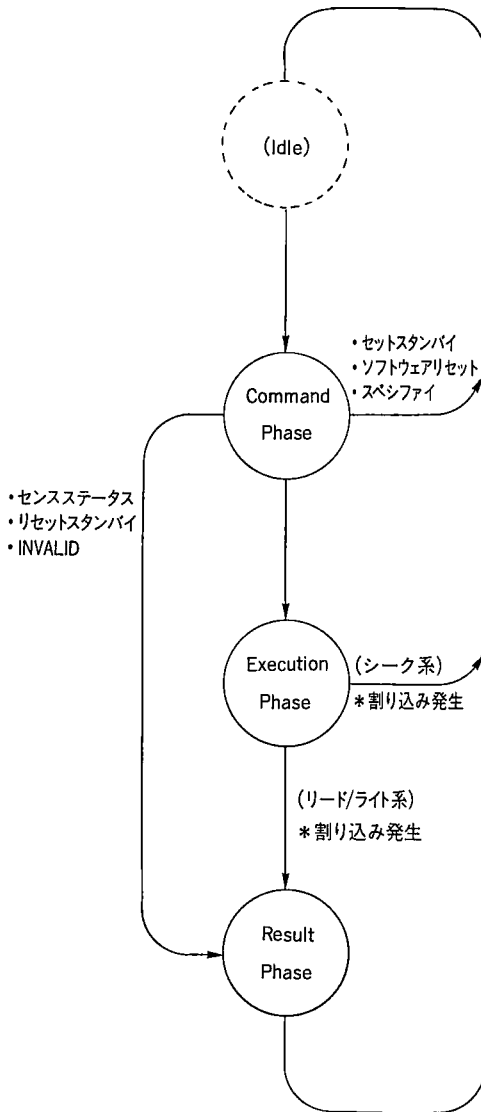 (Idle)
・セットスタンバイ
・ソフトウェアリセット
・スペシファイ
Command
Phase
・センスステータス
・リセットスタンバイ
・INVALID
Execution
Phase
(シーク系)
＊割り込み発生
(リード/ライト系)
＊割り込み発生
Result
Phase